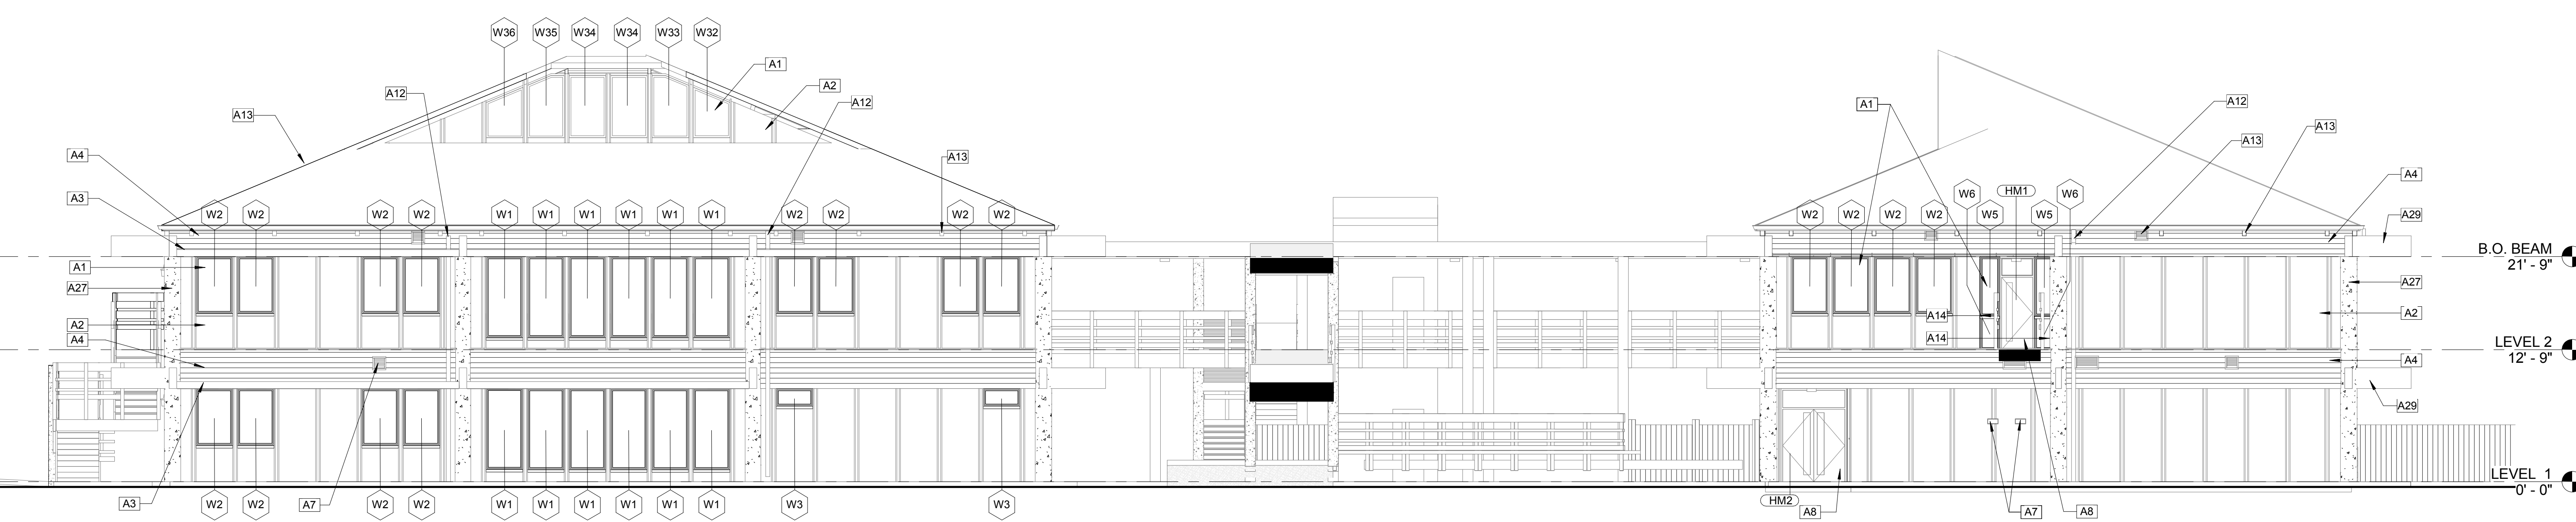 W36 W35 W34 W34 W33 W32
A1
A2
A12 A12 A1 A12
A13 A13
A13
A4 A13
A4
A3 W6 HM1 W6
W2 W2 W2 W2 W1 W1 W1 W1 W1 W1 W2 W2 W2 W2 W2 W2 W2 W2 W5 W5 A29
B.O. BEAM
21' - 9"
A1
A27 A27
A2 A14 A2
A4 A14
LEVEL 2
12' - 9"
A4
A29
LEVEL 1
0' - 0"
A3 A7 HM2
W2 W2 W2 W2 W1 W1 W1 W1 W1 W1 W3 W3
A8 A7 A8